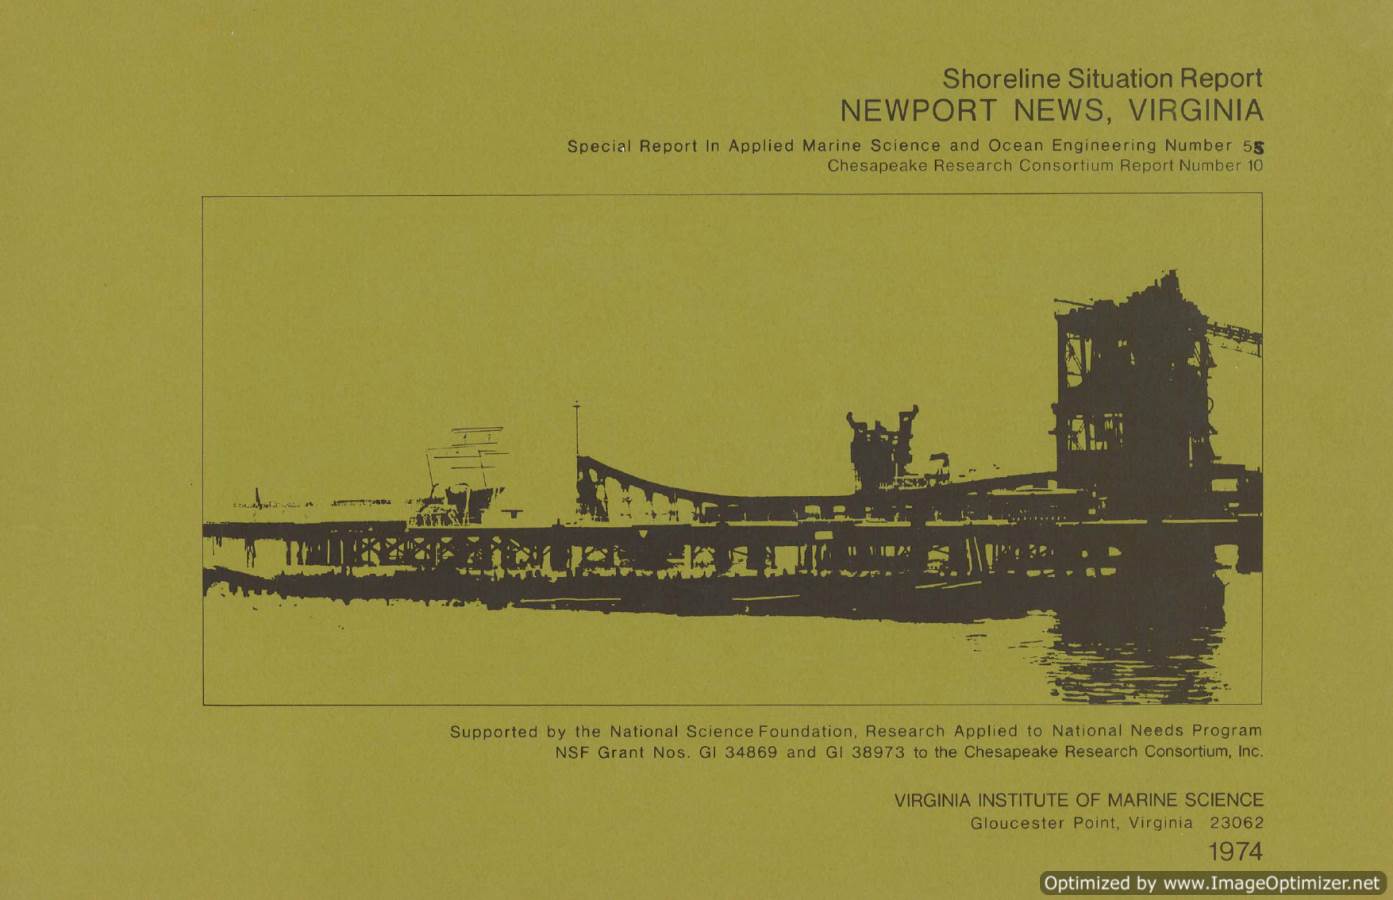 Shoreline Situation Report
NEWPORT NEWS, VIRGINIA
Special Report In Applied Marine Science and Ocean Engineering Number 55
Chesapeake Research Consortium Report Number 10
Supported by the National Science Foundation, Research Applied to National Needs Program
NSF Grant Nos. GI 34869 and GI 38973 to the Chesapeake Research Consortium, Inc.
VIRGINIA INSTITUTE OF MARINE SCIENCE
Gloucester Point, Virginia 23062
1974
Optimized by www.ImageOptimizer.net